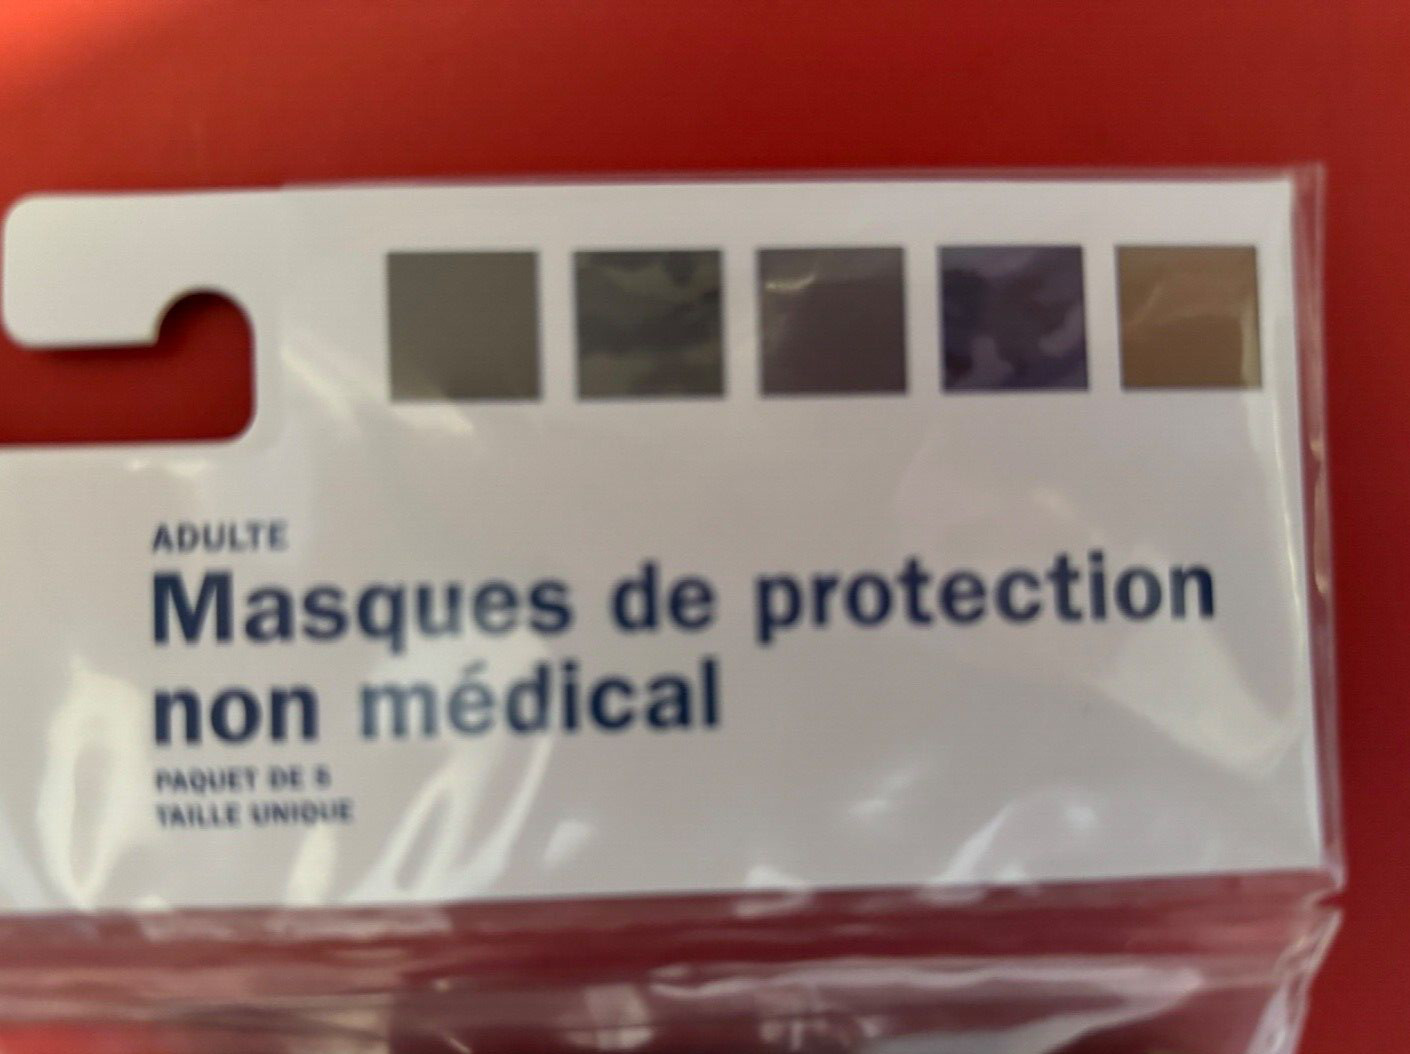 ADULTE
Masques de protection
non médical
PAQUET DE 5
TAILLE UNIQUE